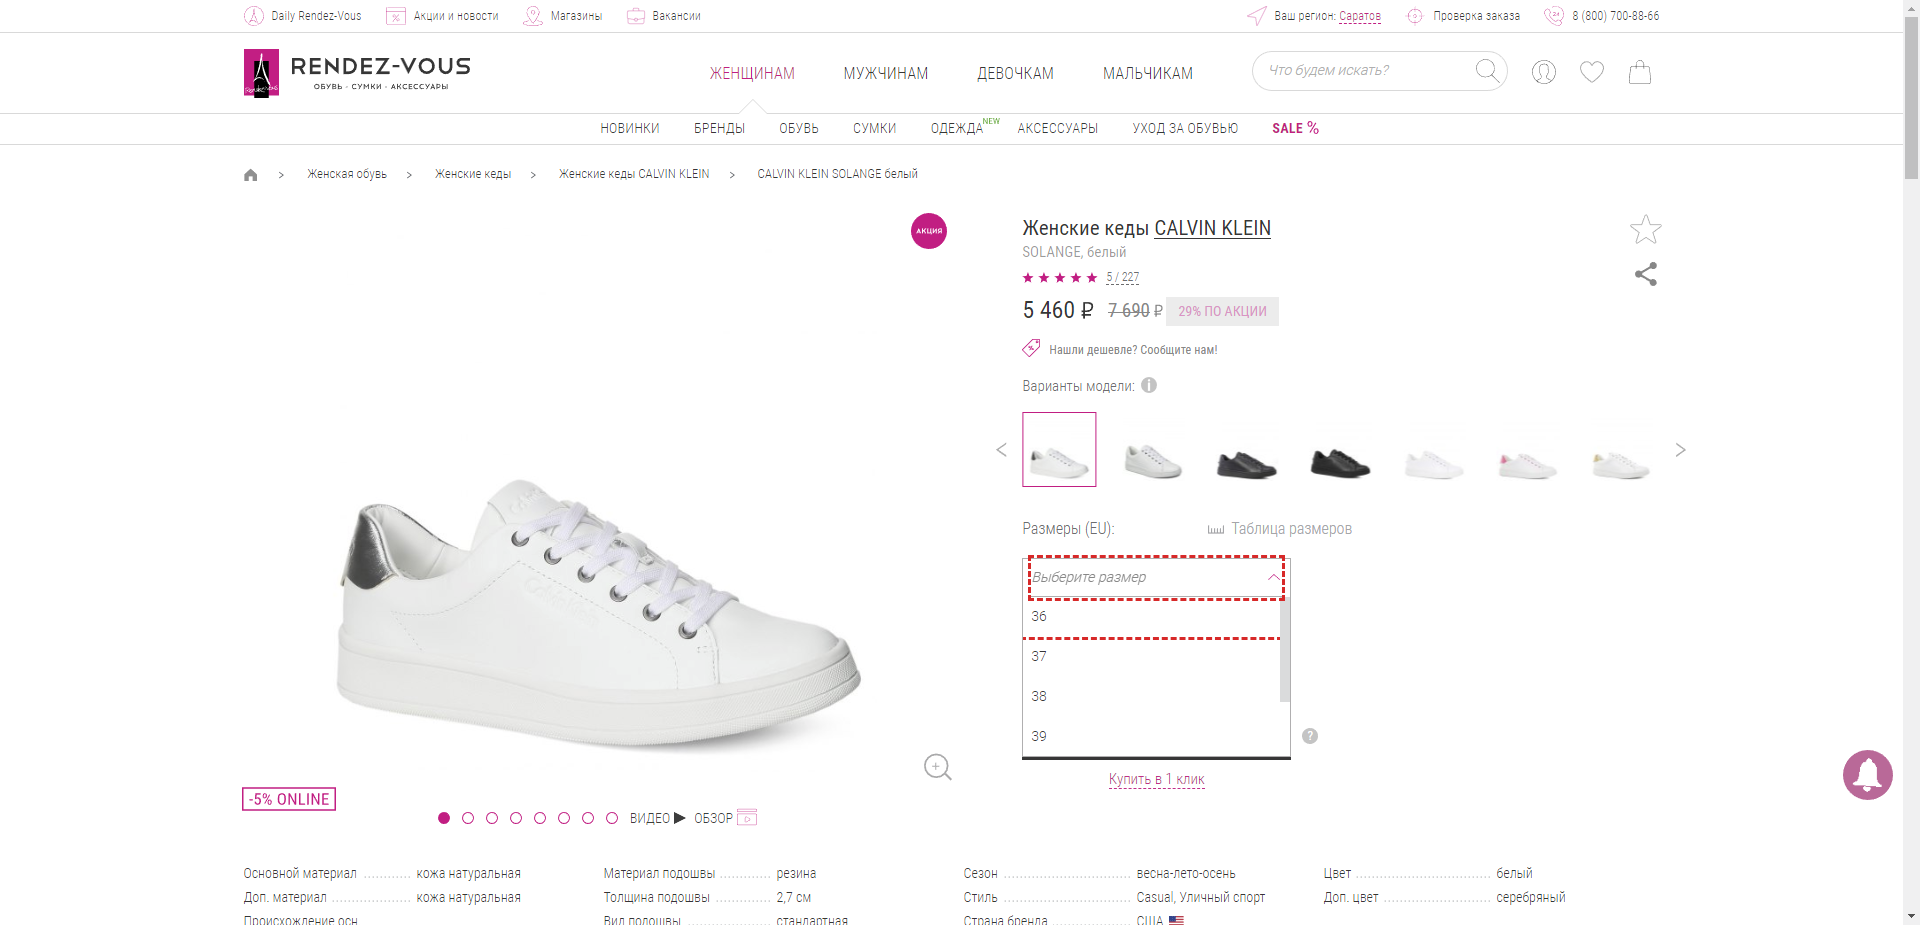 Daily Rendez-Vous
Акции и новости
Магазины
Вакансии
Ваш регион: Саратов
Проверка заказа
8 (800) 700-88-66
RENDEZ-VOUS
ОБУВЬ · СУМКИ · АКСЕССУАРЫ
ЖЕНЩИНАМ
МУЖЧИНАМ
ДЕВОЧКАМ
МАЛЬЧИКАМ
Что будем искать?
НОВИНКИ
БРЕНДЫ
ОБУВЬ
СУМКИ
ОДЕЖДА NEW
АКСЕССУАРЫ
УХОД ЗА ОБУВЬЮ
SALE %
Женская обувь > Женские кеды > Женские кеды CALVIN KLEIN > CALVIN KLEIN SOLANGE белый
АКЦИЯ
Женские кеды CALVIN KLEIN
SOLANGE, белый
5 / 227
5 460 ₽ 7 690 ₽ 29% ПО АКЦИИ
Нашли дешевле? Сообщите нам!
Варианты модели:
Размеры (EU):
Таблица размеров
Выберите размер
36
37
38
39
?
Купить в 1 клик
-5% ONLINE
ВИДЕО
ОБЗОР
Основной материал кожа натуральная
Доп. материал кожа натуральная
Происхождение осн
Материал подошвы резина
Толщина подошвы 2,7 см
Вид подошвы стандартная
Сезон весна-лето-осень
Стиль Casual, Уличный спорт
Страна бренда США
Цвет белый
Доп. цвет серебряный